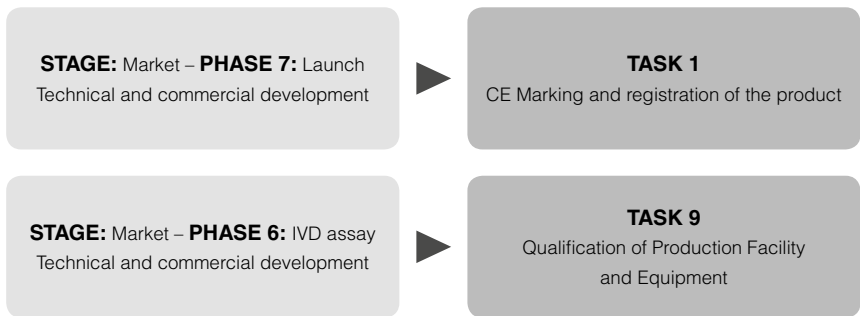 STAGE: Market – PHASE 7: Launch
Technical and commercial development
TASK 1
CE Marking and registration of the product
STAGE: Market – PHASE 6: IVD assay
Technical and commercial development
TASK 9
Qualification of Production Facility
and Equipment